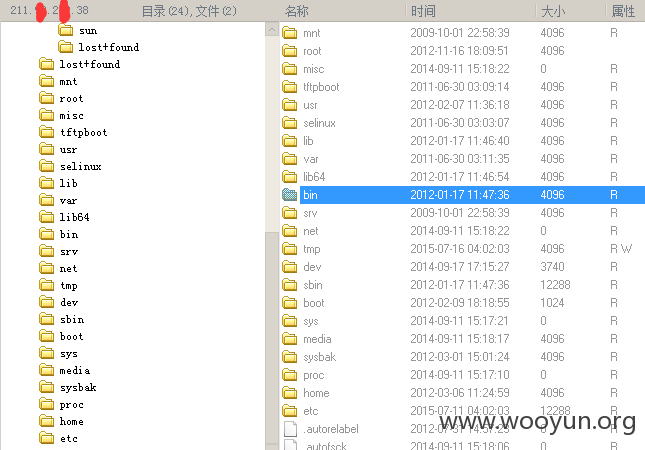 211. .2 .38 目录(24),文件(2) 名称 时间 大小 属性
sun
lost+found
lost+found
mnt
root
misc
tftpboot
usr
selinux
lib
var
lib64
bin
srv
net
tmp
dev
sbin
boot
sys
media
sysbak
proc
home
etc
mnt 2009-10-01 22:58:39 4096 R
root 2012-11-16 18:09:51 4096
misc 2014-09-11 15:18:22 0 R
tftpboot 2011-06-30 03:09:14 4096 R
usr 2012-02-07 11:36:18 4096 R
selinux 2011-06-30 03:03:07 4096 R
lib 2012-01-17 11:46:40 4096 R
var 2011-06-30 03:11:35 4096 R
lib64 2012-01-17 11:46:54 4096 R
bin 2012-01-17 11:47:36 4096 R
srv 2009-10-01 22:58:39 4096 R
net 2014-09-11 15:18:22 0 R
tmp 2015-07-16 04:02:03 4096 R W
dev 2014-09-17 17:15:27 3740 R
sbin 2012-01-17 11:47:36 12288 R
boot 2012-02-09 18:18:55 1024 R
sys 2014-09-11 15:17:21 0 R
media 2014-09-11 15:18:17 4096 R
sysbak 2012-03-01 15:01:24 4096 R
proc 2014-09-11 15:17:10 0 R
home 2012-03-06 11:24:59 4096 R
etc 2015-07-11 04:02:03 12288 R
.autorelabel 2012-07-31 14:57:29 0 R
.autofsck 2014-09-11 15:18:06 0 R
www.wooyun.org